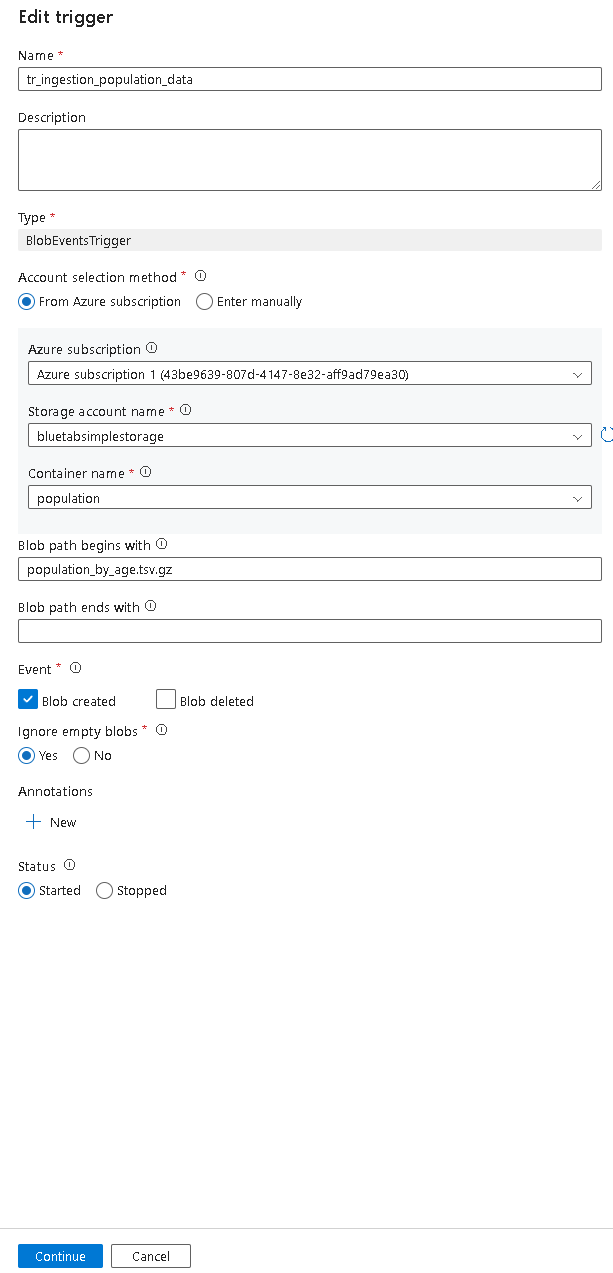 Edit trigger
Name *
tr_ingestion_population_data
Description
Type *
BlobEventsTrigger
Account selection method *
From Azure subscription Enter manually
Azure subscription
Azure subscription 1 (43be9639-807d-4147-8e32-aff9ad79ea30)
Storage account name *
bluetabsimplestorage
Container name *
population
Blob path begins with
population_by_age.tsv.gz
Blob path ends with
Event *
Blob created Blob deleted
Ignore empty blobs *
Yes No
Annotations
New
Status
Started Stopped
Continue Cancel